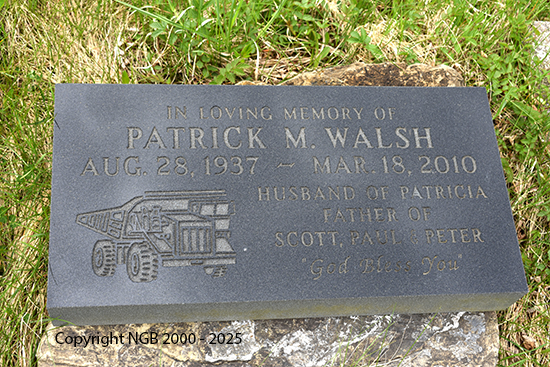 IN LOVING MEMORY OF
PATRICK M. WALSH
AUG. 28, 1937 ~ MAR. 18, 2010
HUSBAND OF PATRICIA
FATHER OF
SCOTT, PAUL & PETER
"God Bless You"
Copyright NGB 2000 - 2025